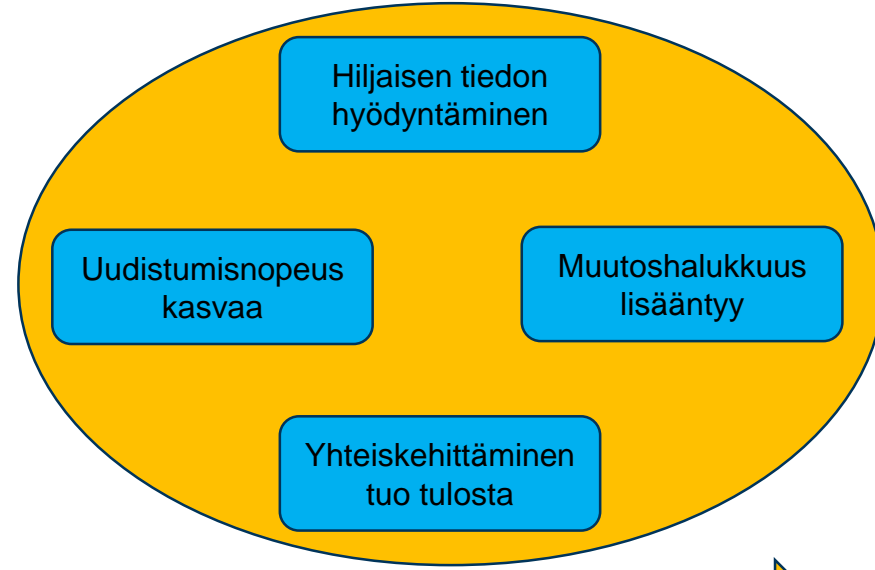 Hiljaisen tiedon
hyödyntäminen
Uudistumisnopeus
kasvaa
Muutoshalukkuus
lisääntyy
Yhteiskehittäminen
tuo tulosta